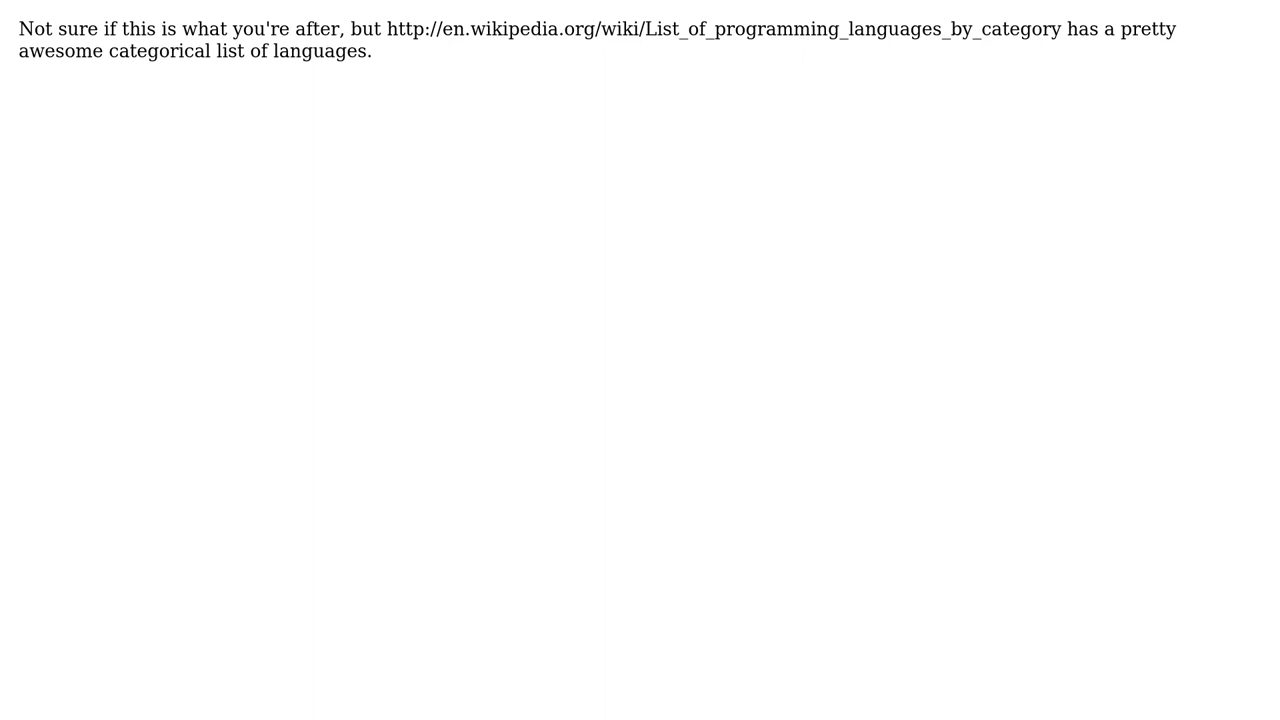 Not sure if this is what you're after, but http://en.wikipedia.org/wiki/List_of_programming_languages_by_category has a pretty
awesome categorical list of languages.